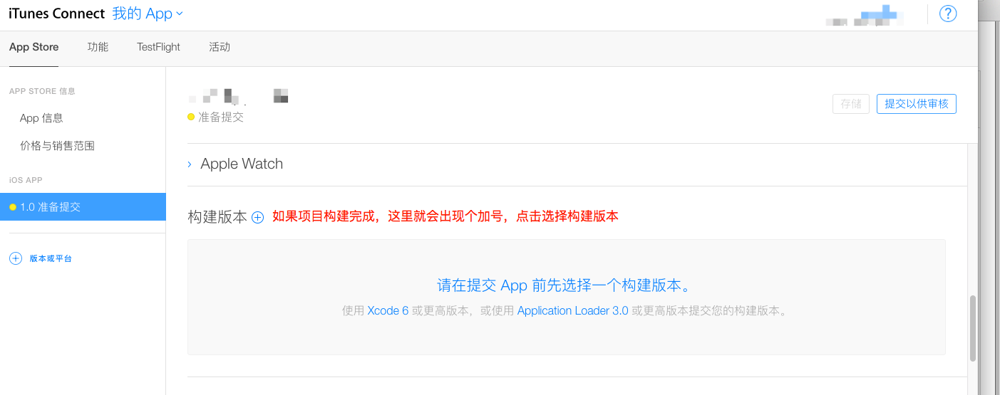 iTunes Connect 我的 App
?
App Store 功能 TestFlight 活动
APP STORE 信息
App 信息
价格与销售范围
iOS APP
1.0 准备提交
版本或平台
准备提交
存储 提交以供审核
Apple Watch
构建版本 如果项目构建完成，这里就会出现个加号，点击选择构建版本
请在提交 App 前先选择一个构建版本。
使用 Xcode 6 或更高版本，或使用 Application Loader 3.0 或更高版本提交您的构建版本。